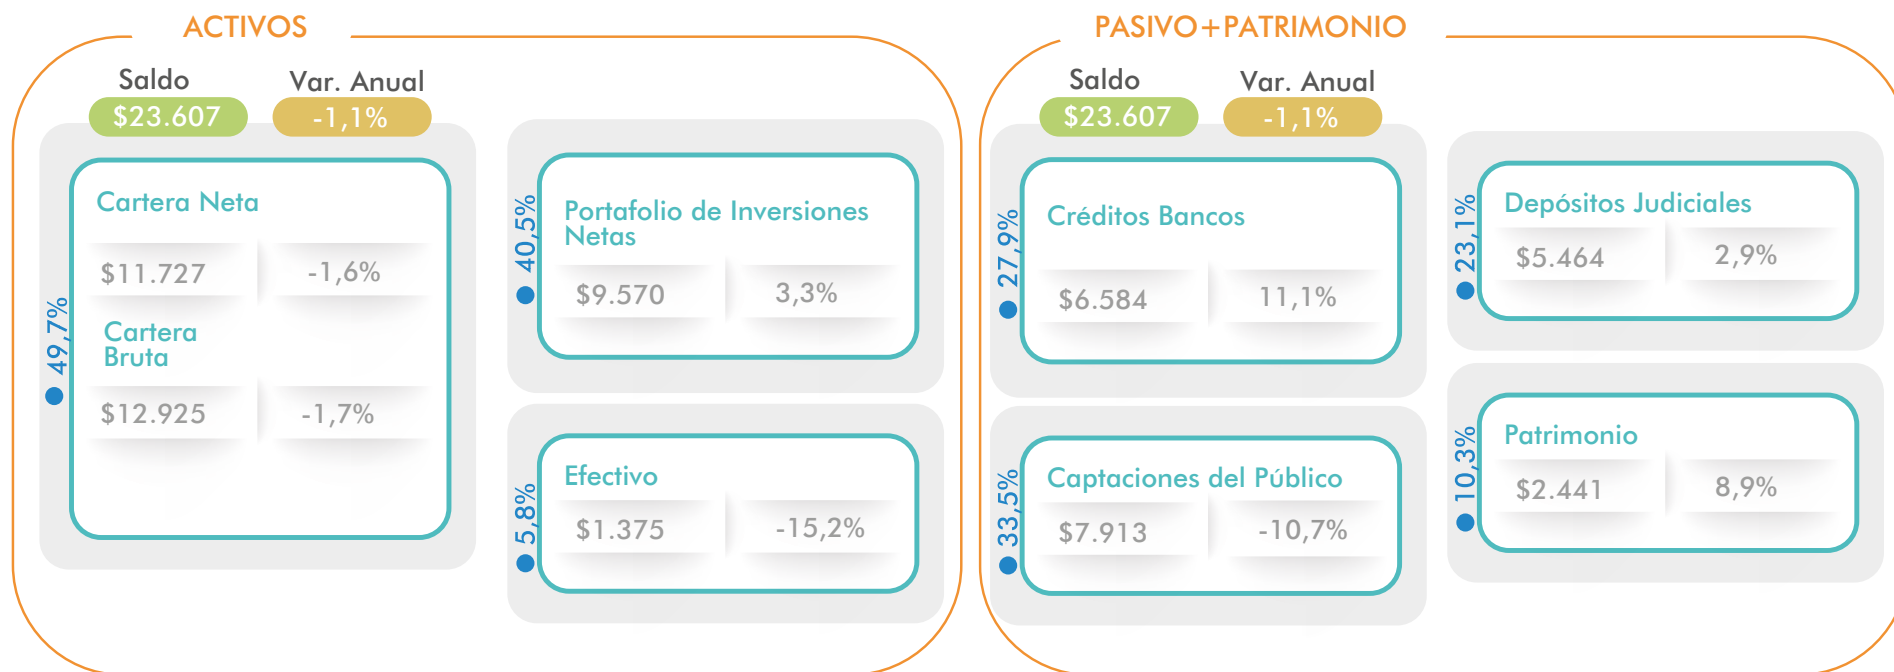 ACTIVOS
Saldo
Var. Anual
$23.607
-1,1%
49,7%
Cartera Neta
$11.727
-1,6%
Cartera
Bruta
$12.925
-1,7%
40,5%
Portafolio de Inversiones
Netas
$9.570
3,3%
5,8%
Efectivo
$1.375
-15,2%
PASIVO+PATRIMONIO
Saldo
Var. Anual
$23.607
-1,1%
27,9%
Créditos Bancos
$6.584
11,1%
33,5%
Captaciones del Público
$7.913
-10,7%
23,1%
Depósitos Judiciales
$5.464
2,9%
10,3%
Patrimonio
$2.441
8,9%